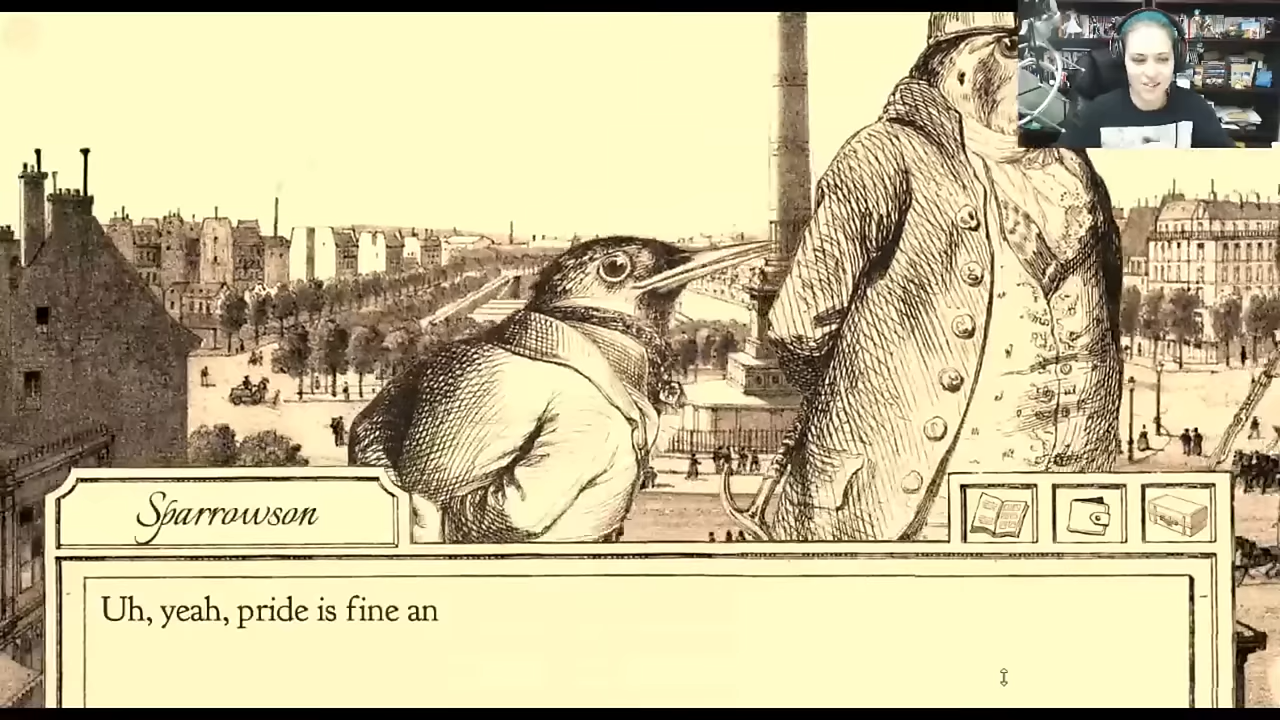 Sparrowson
Uh, yeah, pride is fine an